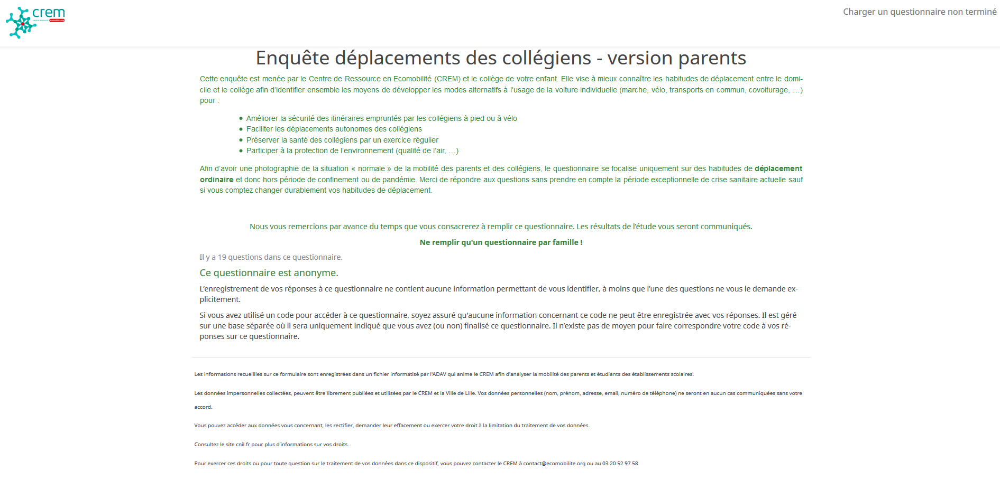 crem
centre ressource ecomobilite.org
Charger un questionnaire non terminé
Enquête déplacements des collégiens - version parents
Cette enquête est menée par le Centre de Ressource en Ecomobilité (CREM) et le collège de votre enfant. Elle vise à mieux connaître les habitudes de déplacement entre le domi-
cile et le collège afin d’identifier ensemble les moyens de développer les modes alternatifs à l'usage de la voiture individuelle (marche, vélo, transports en commun, covoiturage, …)
pour :
• Améliorer la sécurité des itinéraires empruntés par les collégiens à pied ou à vélo
• Faciliter les déplacements autonomes des collégiens
• Préserver la santé des collégiens par un exercice régulier
• Participer à la protection de l’environnement (qualité de l’air, …)
Afin d’avoir une photographie de la situation « normale » de la mobilité des parents et des collégiens, le questionnaire se focalise uniquement sur des habitudes de déplacement
ordinaire et donc hors période de confinement ou de pandémie. Merci de répondre aux questions sans prendre en compte la période exceptionnelle de crise sanitaire actuelle sauf
si vous comptez changer durablement vos habitudes de déplacement.
Nous vous remercions par avance du temps que vous consacrerez à remplir ce questionnaire. Les résultats de l’étude vous seront communiqués.
Ne remplir qu'un questionnaire par famille !
Il y a 19 questions dans ce questionnaire.
Ce questionnaire est anonyme.
L’enregistrement de vos réponses à ce questionnaire ne contient aucune information permettant de vous identifier, à moins que l’une des questions ne vous le demande ex-
plicitement.
Si vous avez utilisé un code pour accéder à ce questionnaire, soyez assuré qu'aucune information concernant ce code ne peut être enregistrée avec vos réponses. Il est géré
sur une base séparée où il sera uniquement indiqué que vous avez (ou non) finalisé ce questionnaire. Il n’existe pas de moyen pour faire correspondre votre code à vos ré-
ponses sur ce questionnaire.
Les informations recueillies sur ce formulaire sont enregistrées dans un fichier informatisé par l'ADAV qui anime le CREM afin d'analyser la mobilité des parents et étudiants des établissements scolaires.
Les données impersonnelles collectées, peuvent être librement publiées et utilisées par le CREM et la Ville de Lille. Vos données personnelles (nom, prénom, adresse, email, numéro de téléphone) ne seront en aucun cas communiquées sans votre
accord.
Vous pouvez accéder aux données vous concernant, les rectifier, demander leur effacement ou exercer votre droit à la limitation du traitement de vos données.
Consultez le site cnil.fr pour plus d’informations sur vos droits.
Pour exercer ces droits ou pour toute question sur le traitement de vos données dans ce dispositif, vous pouvez contacter le CREM à contact@ecomobilite.org ou au 03 20 52 97 58